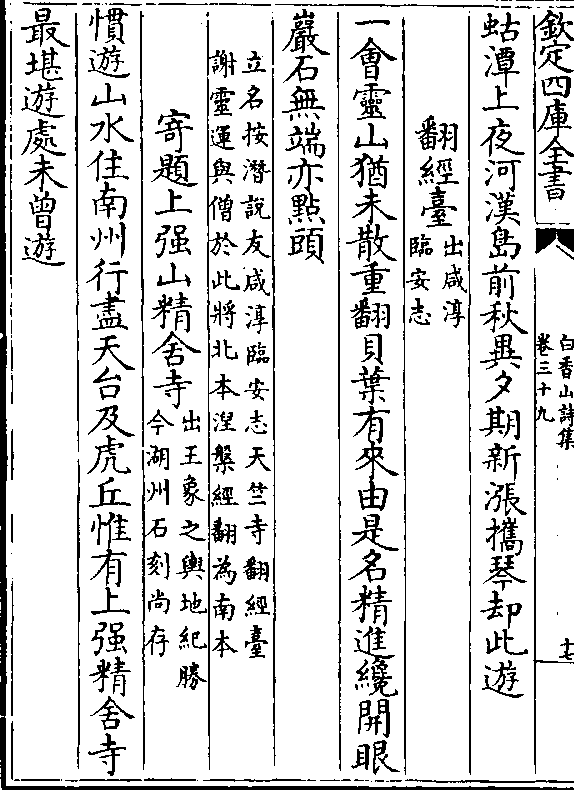 欽定四庫全書
白香山詩集
卷三十九
十七
蛄潭上夜河漢島前秋異夕期新漲攜琴却此遊
翻經臺
出咸淳
臨安志
一會靈山猶未散重翻貝葉有來由是名精進纔開眼
巖石無端亦點頭
立名按潛說友咸淳臨安志天竺寺翻經臺
謝靈運與僧於此將北本涅槃經翻為南本
寄題上强山精舍寺
出王象之輿地紀勝
今湖州石刻尚存
慣遊山水住南州行盡天台及虎丘惟有上强精舍寺
最堪遊處未曾遊